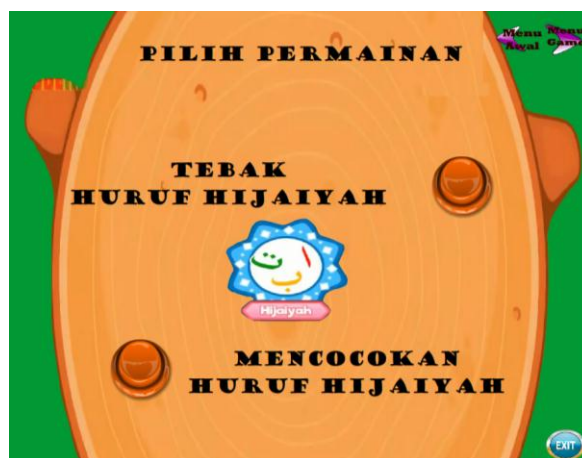 PILIH PERMAINAN
Menu Awal
Menu Game
TEBAK
HURUF HIJAIYAH
ا ب ت
Hijaiyah
MENCOCOKAN
HURUF HIJAIYAH
EXIT